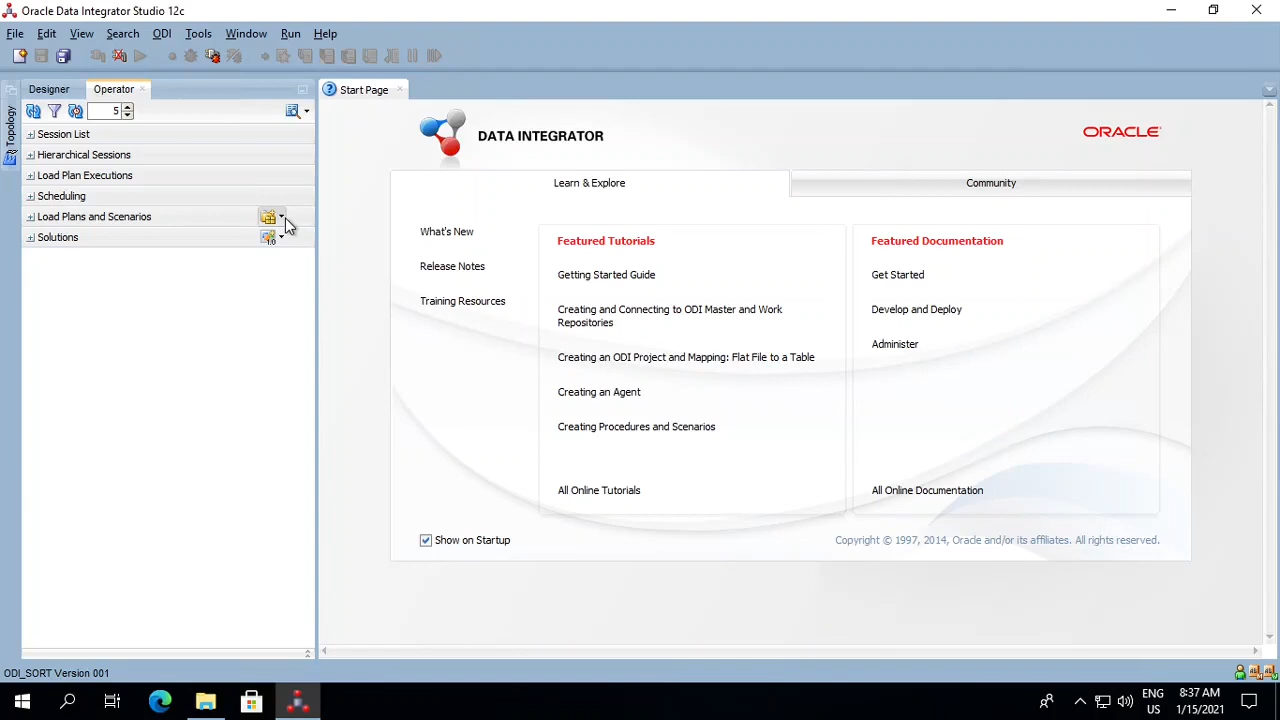 Oracle Data Integrator Studio 12c
File Edit View Search ODI Tools Window Run Help
Designer Operator
Start Page
Topology
5
Session List
Hierarchical Sessions
Load Plan Executions
Scheduling
Load Plans and Scenarios
Solutions
DATA INTEGRATOR
ORACLE
Learn & Explore
Community
What's New
Release Notes
Training Resources
Featured Tutorials
Getting Started Guide
Creating and Connecting to ODI Master and Work
Repositories
Creating an ODI Project and Mapping: Flat File to a Table
Creating an Agent
Creating Procedures and Scenarios
All Online Tutorials
Featured Documentation
Get Started
Develop and Deploy
Administer
All Online Documentation
Show on Startup
Copyright © 1997, 2014, Oracle and/or its affiliates. All rights reserved.
ODI_SORT Version 001
ENG
US
8:37 AM
1/15/2021